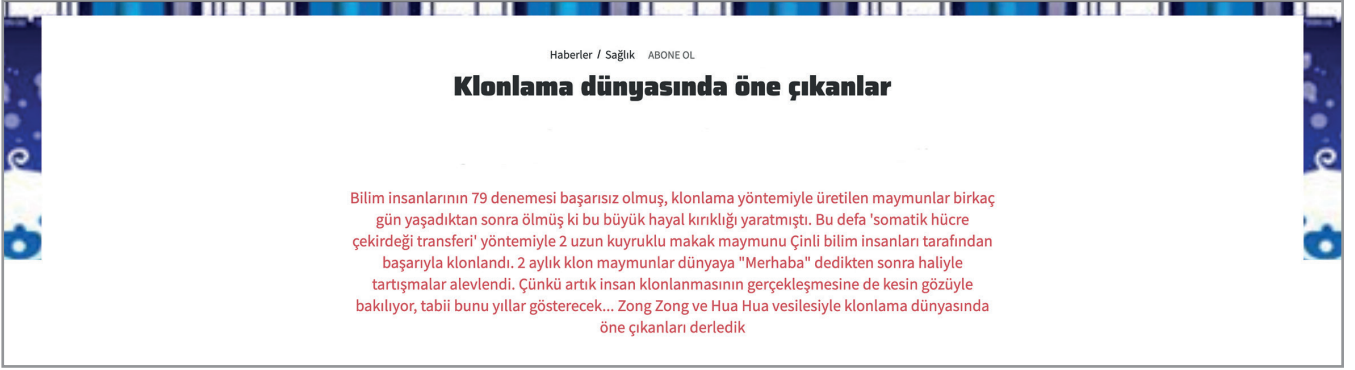 Haberler / Sağlık ABONE OL
Klonlama dünyasında öne çıkanlar
Bilim insanlarının 79 denemesi başarısız olmuş, klonlama yöntemiyle üretilen maymunlar birkaç
gün yaşadıktan sonra ölmüş ki bu büyük hayal kırıklığı yaratmıştı. Bu defa 'somatik hücre
çekirdeği transferi' yöntemiyle 2 uzun kuyruklu makak maymunu Çinli bilim insanları tarafından
başarıyla klonlandı. 2 aylık klon maymunlar dünyaya "Merhaba" dedikten sonra haliyle
tartışmalar alevlendi. Çünkü artık insan klonlanmasının gerçekleşmesine de kesin gözüyle
bakılıyor, tabii bunu yıllar gösterecek... Zong Zong ve Hua Hua vesilesiyle klonlama dünyasında
öne çıkanları derledik